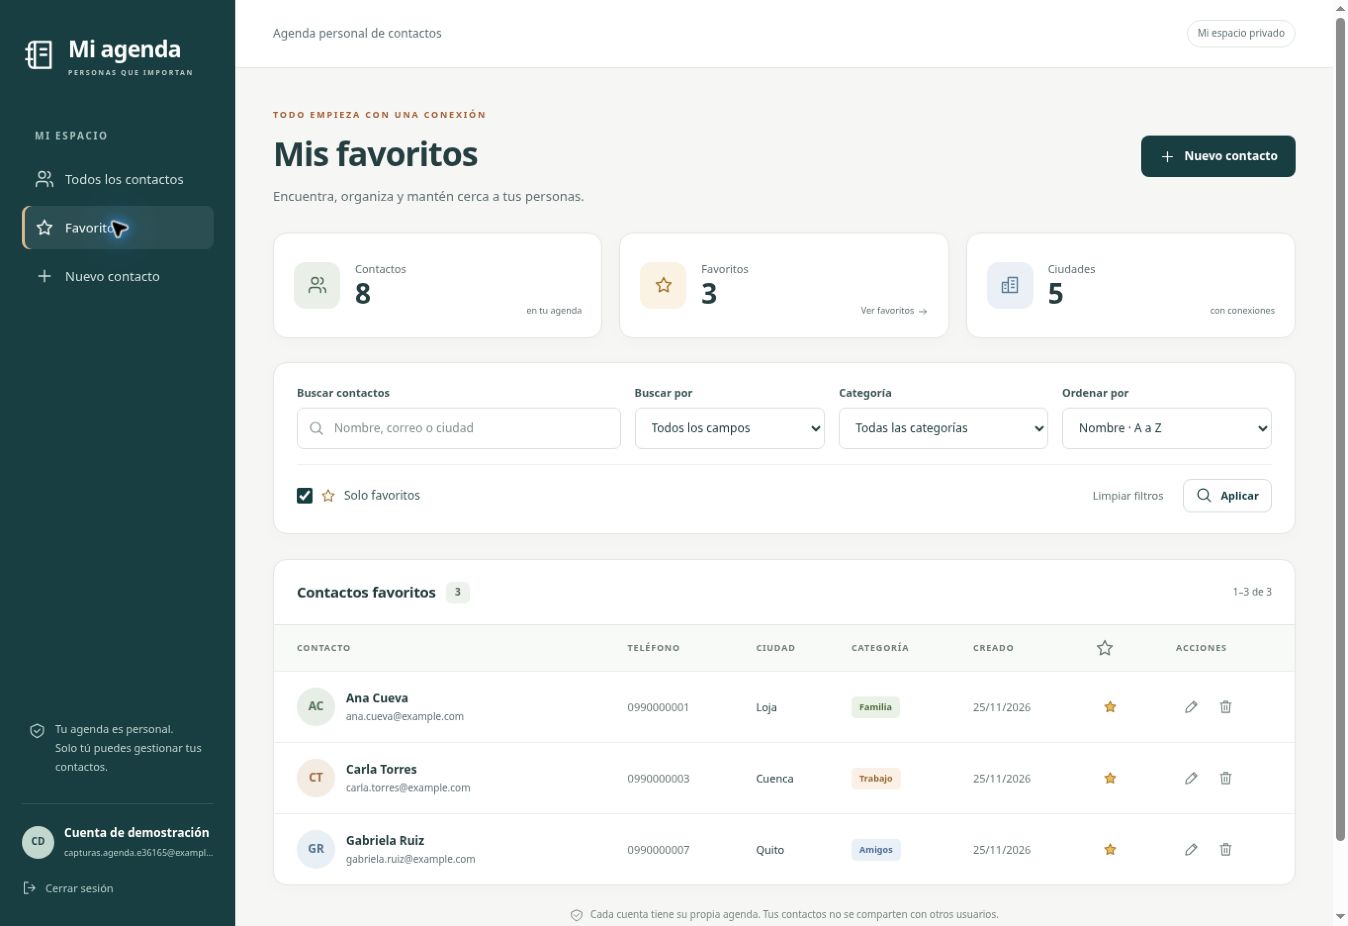 Mi agenda
PERSONAS QUE IMPORTAN
MI ESPACIO
Todos los contactos
Nuevo contacto
Tu agenda es personal.
Solo tú puedes gestionar tus
contactos.
CD
Cuenta de demostración
capturas.agenda.e36165@exampl...
Cerrar sesión
Agenda personal de contactos
Mi espacio privado
TODO EMPIEZA CON UNA CONEXIÓN
Mis favoritos
Nuevo contacto
Encuentra, organiza y mantén cerca a tus personas.
Contactos
8
en tu agenda
Favoritos
3
Ver favoritos →
Ciudades
5
con conexiones
Buscar contactos
Buscar por
Categoría
Ordenar por
Nombre, correo o ciudad
Todos los campos
Todas las categorías
Nombre · A a Z
Solo favoritos
Limpiar filtros
Aplicar
Contactos favoritos 3
1–3 de 3
CONTACTO TELÉFONO CIUDAD CATEGORÍA CREADO ACCIONES
AC Ana Cueva
ana.cueva@example.com
0990000001 Loja Familia 25/11/2026
CT Carla Torres
carla.torres@example.com
0990000003 Cuenca Trabajo 25/11/2026
GR Gabriela Ruiz
gabriela.ruiz@example.com
0990000007 Quito Amigos 25/11/2026
Cada cuenta tiene su propia agenda. Tus contactos no se comparten con otros usuarios.